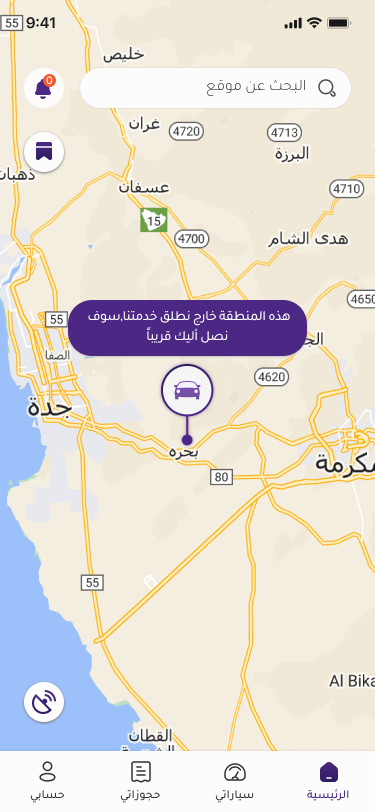 9:41
55
خليص
البحث عن موقع
0
غران
4720
4713
البرزة
ذهبان
عسفان
4710
15
4700
هدى الشام
4650
هذه المنطقة خارج نطلق خدمتنا,سوف
نصل أليك قريباً
55
الصفا
الج
4620
جدة
بحره
مكرمة
80
55
Al Bika
القطان
الرئيسية
سياراتي
حجوزاتي
حسابي